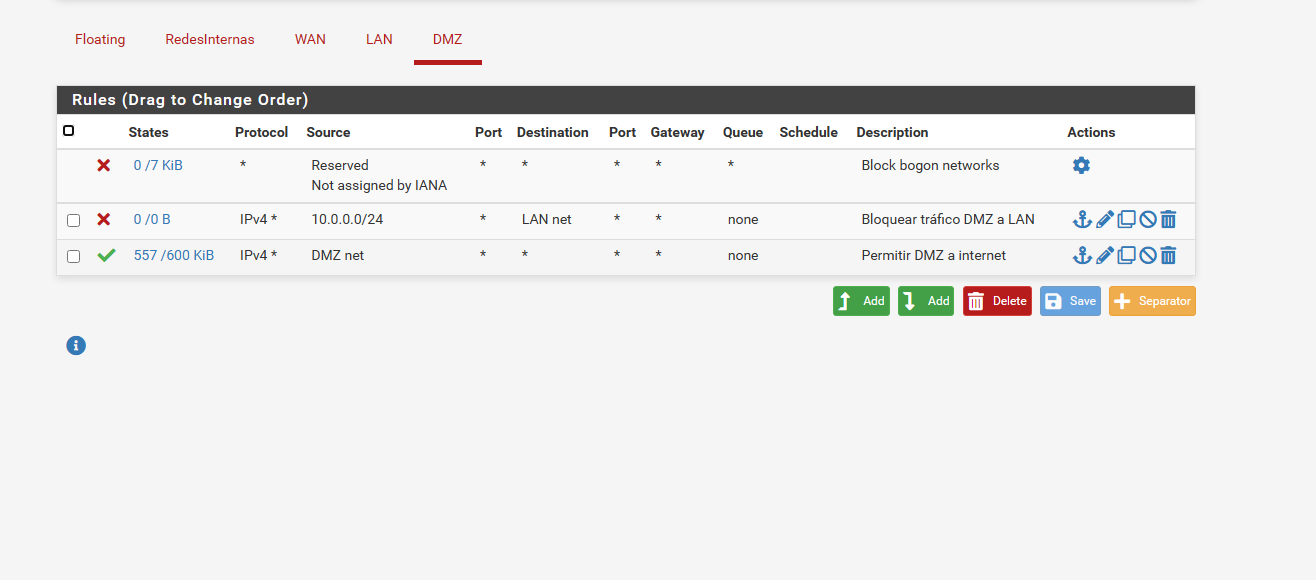 Floating RedesInternas WAN LAN DMZ
Rules (Drag to Change Order)
States Protocol Source Port Destination Port Gateway Queue Schedule Description Actions
0 /7 KiB * Reserved * * * * * Block bogon networks
Not assigned by IANA
0 /0 B IPv4 * 10.0.0.0/24 * LAN net * * none Bloquear tráfico DMZ a LAN
557 /600 KiB IPv4 * DMZ net * * * * none Permitir DMZ a internet
Add Add Delete Save Separator